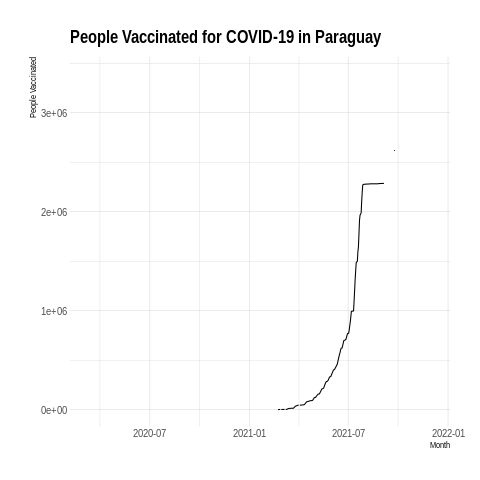 People Vaccinated for COVID-19 in Paraguay
People Vaccinated
3e+06
2e+06
1e+06
0e+00
2020-07 2021-01 2021-07 2022-01
Month